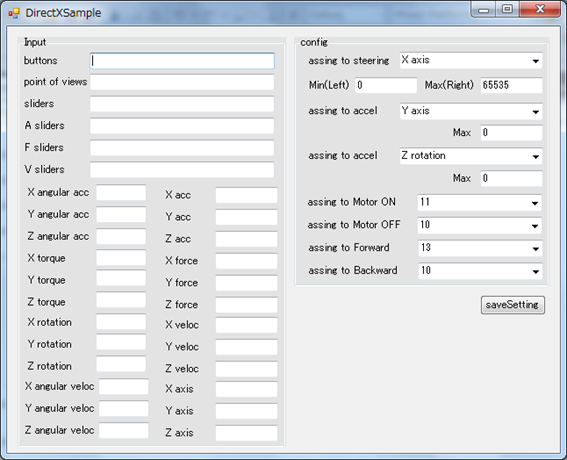 DirectXSample
Input
buttons
point of views
sliders
A sliders
F sliders
V sliders
X angular acc X acc
Y angular acc Y acc
Z angular acc Z acc
X torque X force
Y torque Y force
Z torque Z force
X rotation X veloc
Y rotation Y veloc
Z rotation Z veloc
X angular veloc X axis
Y angular veloc Y axis
Z angular veloc Z axis
config
assing to steering X axis
Min(Left) 0 Max(Right) 65535
assing to accel Y axis
Max 0
assing to accel Z rotation
Max 0
assing to Motor ON 11
assing to Motor OFF 10
assing to Forward 13
assing to Backward 10
saveSetting